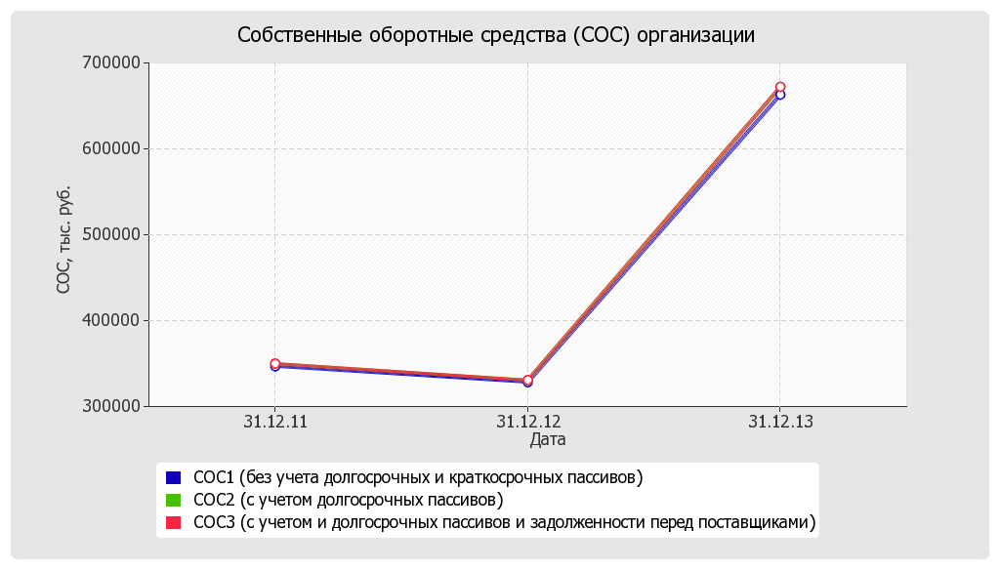 Собственные оборотные средства (СОС) организации
700000
600000
500000
400000
300000
СОС, тыс. руб.
31.12.11
31.12.12
31.12.13
Дата
СОС1 (без учета долгосрочных и краткосрочных пассивов)
СОС2 (с учетом долгосрочных пассивов)
СОС3 (с учетом и долгосрочных пассивов и задолженности перед поставщиками)